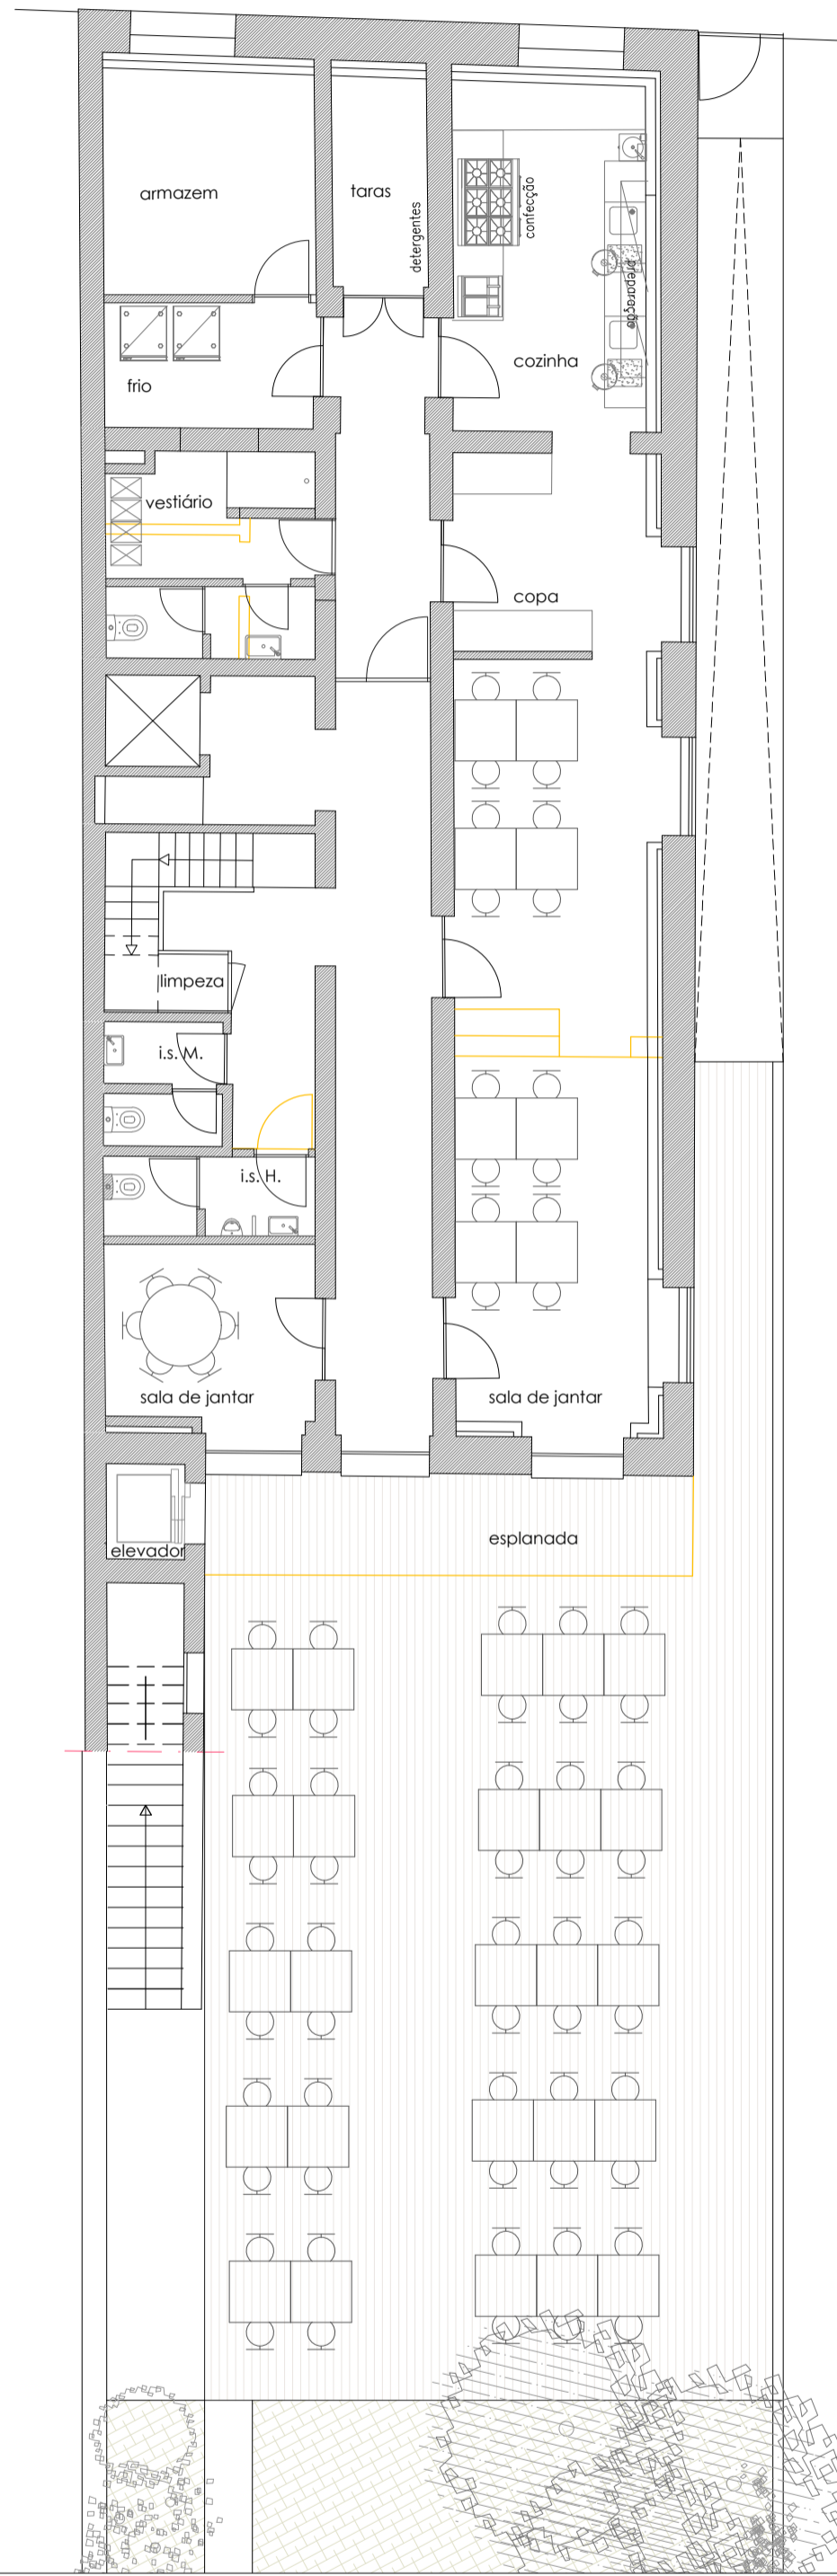 armazem
taras
detergentes
confecção
preparação
cozinha
frio
vestiário
copa
limpeza
i.s. M.
i.s. H.
sala de jantar
sala de jantar
esplanada
elevador